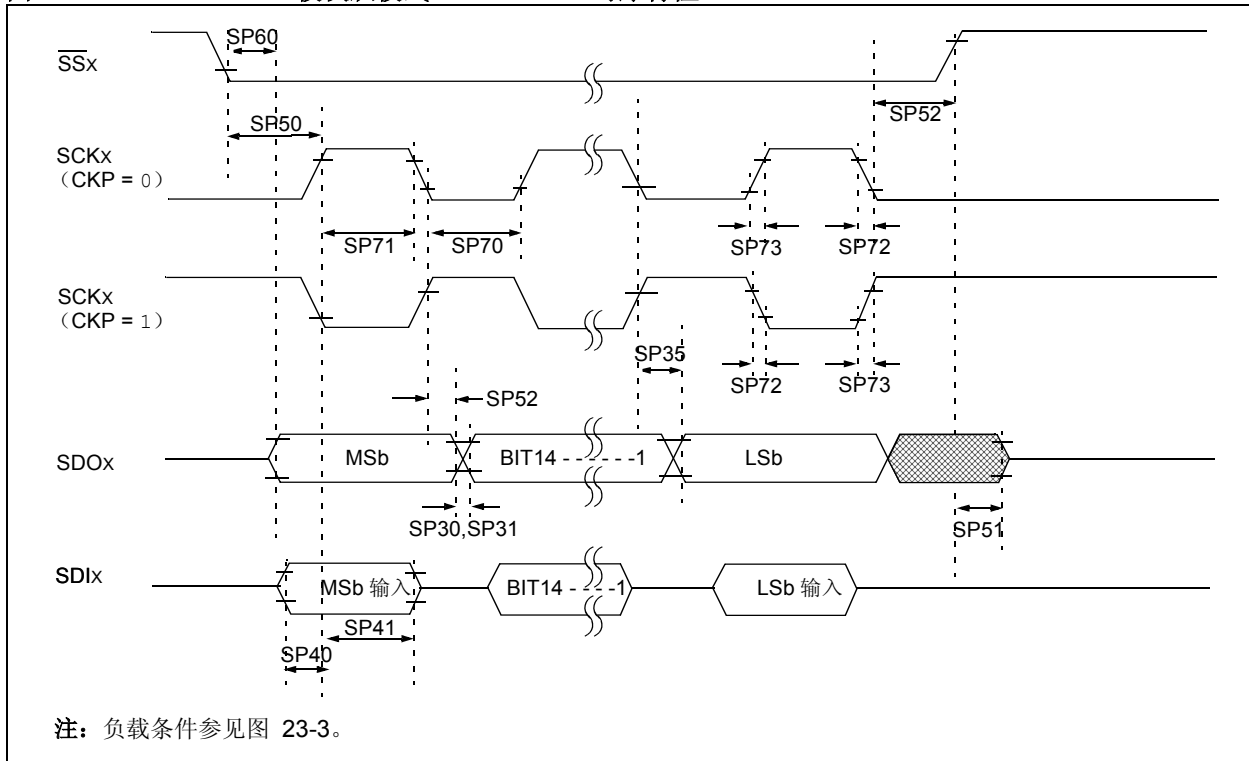 SP60
SSx
SP52
SP50
SCKx
（CKP = 0）
SP71
SP70
SP73
SP72
SCKx
（CKP = 1）
SP35
SP72
SP73
SP52
SDOx
MSb
BIT14 - - - - - -1
LSb
SP30,SP31
SP51
SDIx
MSb 输入
BIT14 - - - -1
LSb 输入
SP41
SP40
注：负载条件参见图 23-3。